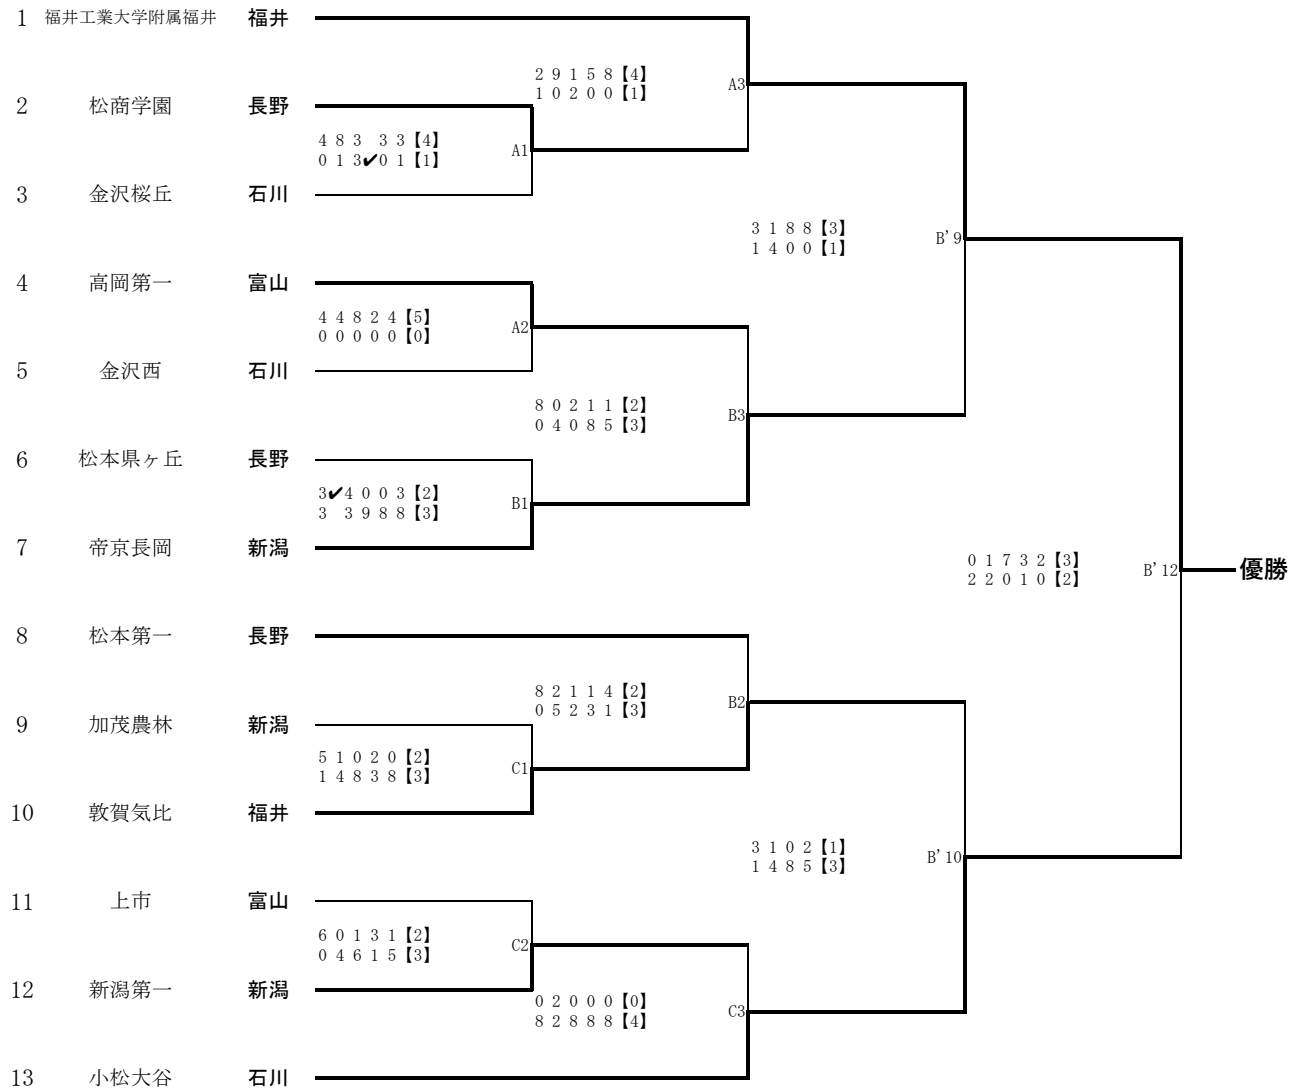 1 福井工業大学附属福井 福井
2 9 1 5 8【4】
1 0 2 0 0【1】
A3
2 松商学園 長野
4 8 3 3 3【4】
0 1 3✔0 1【1】
A1
3 金沢桜丘 石川
3 1 8 8【3】
1 4 0 0【1】
B'9
4 高岡第一 富山
4 4 8 2 4【5】
0 0 0 0 0【0】
A2
5 金沢西 石川
8 0 2 1 1【2】
0 4 0 8 5【3】
B3
6 松本県ヶ丘 長野
3✔4 0 0 3【2】
3 3 9 8 8【3】
B1
7 帝京長岡 新潟
0 1 7 3 2【3】
2 2 0 1 0【2】
B'12
優勝
8 松本第一 長野
8 2 1 1 4【2】
0 5 2 3 1【3】
B2
9 加茂農林 新潟
5 1 0 2 0【2】
1 4 8 3 8【3】
C1
10 敦賀気比 福井
3 1 0 2【1】
1 4 8 5【3】
B'10
11 上市 富山
6 0 1 3 1【2】
0 4 6 1 5【3】
C2
12 新潟第一 新潟
0 2 0 0 0【0】
8 2 8 8 8【4】
C3
13 小松大谷 石川